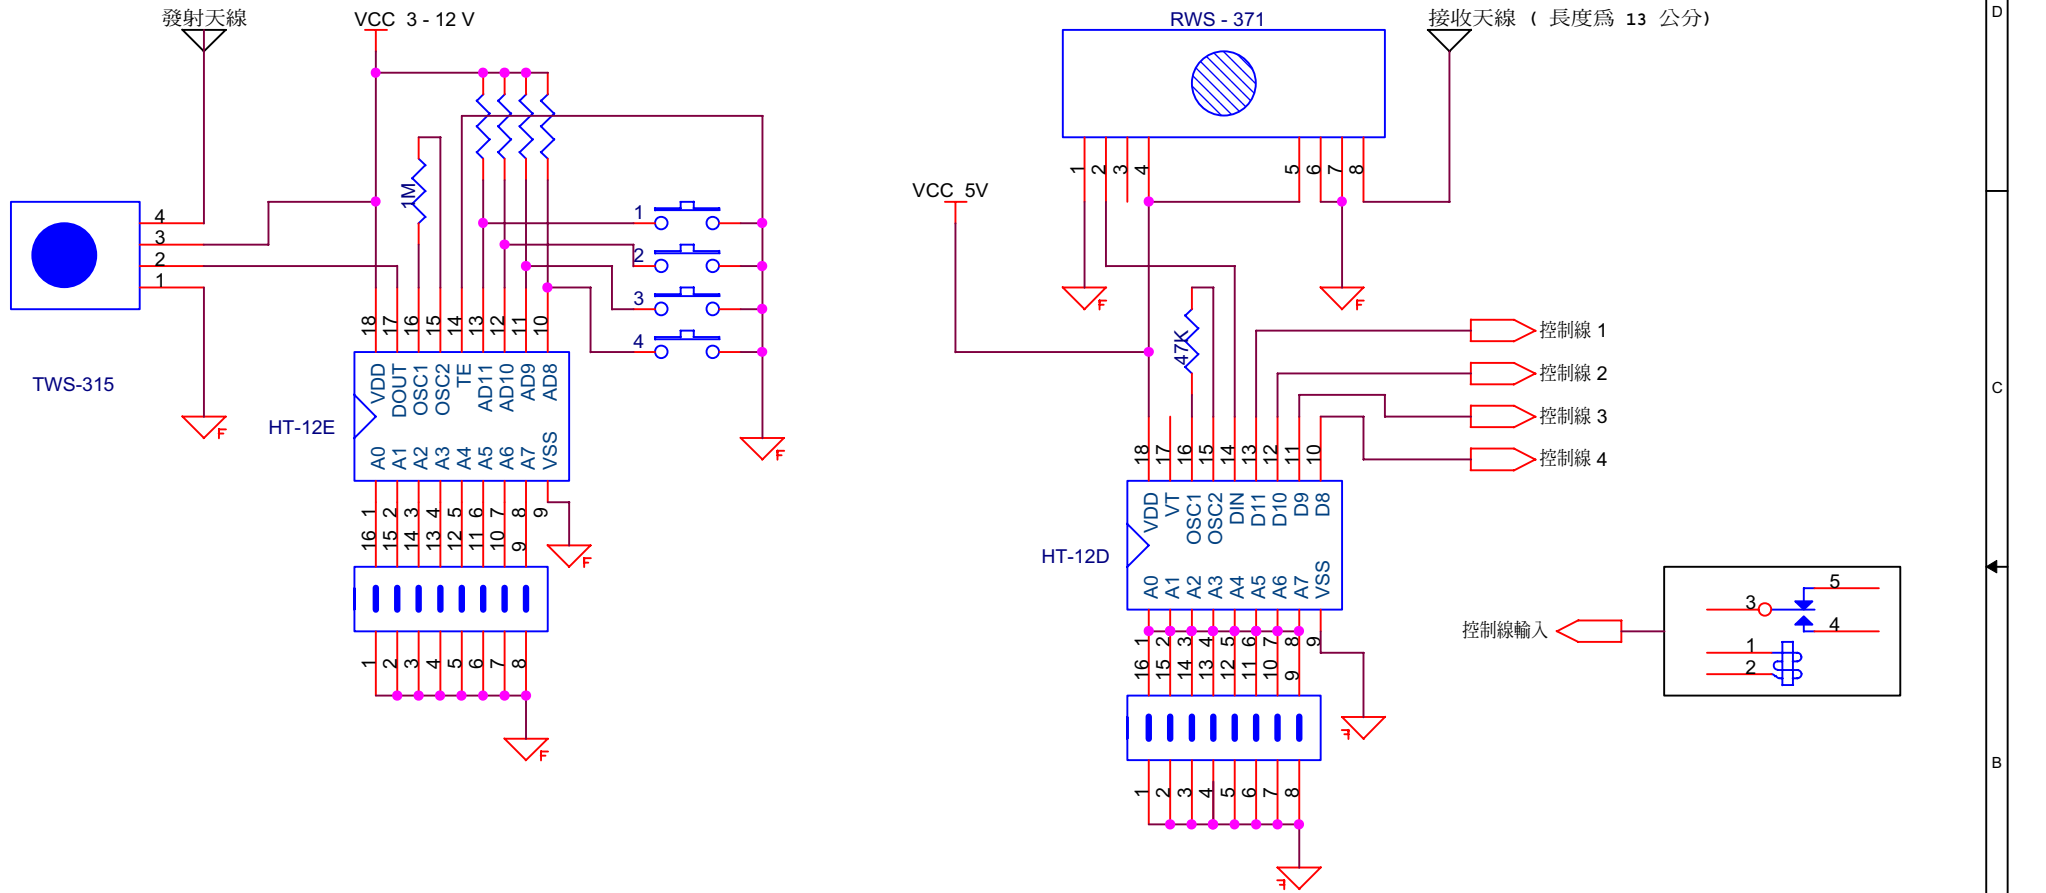 發射天線
VCC 3 - 12 V
RWS - 371
接收天線 ( 長度為 13 公分)
D
1M
4
3
2
1
1
2
3
4
TWS-315
18 17 16 15 14 13 12 11 10
VDD DOUT OSC1 OSC2 TE AD11 AD10 AD9 AD8
HT-12E
A0 A1 A2 A3 A4 A5 A6 A7 VSS
1 2 3 4 5 6 7 8 9
16 15 14 13 12 11 10 9
1 2 3 4 5 6 7 8
F
F
F
F
1 2 3 4 5 6 7 8
VCC 5V
F
F
47K
控制線 1
控制線 2
控制線 3
控制線 4
C
18 17 16 15 14 13 12 11 10
VDD VT OSC1 OSC2 DIN D11 D10 D9 D8
HT-12D
A0 A1 A2 A3 A4 A5 A6 A7 VSS
1 2 3 4 5 6 7 8 9
16 15 14 13 12 11 10 9
1 2 3 4 5 6 7 8
F
F
控制線輸入
5
3
4
1
2
B